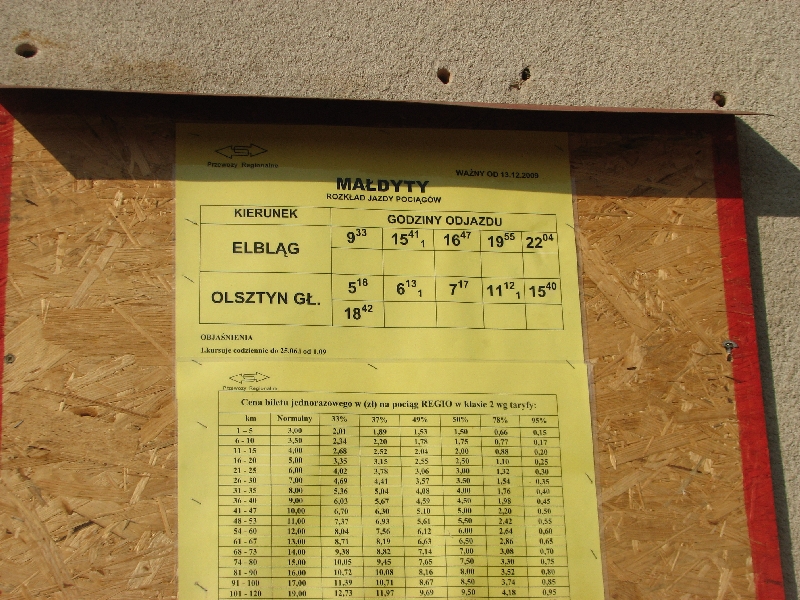 Przewozy Regionalne
WAŻNY OD 13.12.2009
MAŁDYTY
ROZKŁAD JAZDY POCIĄGÓW
KIERUNEK GODZINY ODJAZDU
ELBLĄG 9 33 15 41 1 16 47 19 55 22 04
OLSZTYN GŁ. 5 18 6 13 1 7 17 11 12 1 15 40
18 42
OBJAŚNIENIA
1.kursuje codziennie do 25.06 i od 1.09
Przewozy Regionalne
Cena biletu jednorazowego w (zł) na pociąg REGIO w klasie 2 wg taryfy:
km Normalny 33% 37% 49% 50% 78% 95%
1 - 5 3,00 2,01 1,89 1,53 1,50 0,66 0,15
6 - 10 3,50 2,34 2,20 1,78 1,75 0,77 0,17
11 - 15 4,00 2,68 2,52 2,04 2,00 0,88 0,20
16 - 20 5,00 3,35 3,15 2,55 2,50 1,10 0,25
21 - 25 6,00 4,02 3,78 3,06 3,00 1,32 0,30
26 - 30 7,00 4,69 4,41 3,57 3,50 1,54 0,35
31 - 35 8,00 5,36 5,04 4,08 4,00 1,76 0,40
36 - 40 9,00 6,03 5,67 4,59 4,50 1,98 0,45
41 - 47 10,00 6,70 6,30 5,10 5,00 2,20 0,50
48 - 53 11,00 7,37 6,93 5,61 5,50 2,42 0,55
54 - 60 12,00 8,04 7,56 6,12 6,00 2,64 0,60
61 - 67 13,00 8,71 8,19 6,63 6,50 2,86 0,65
68 - 73 14,00 9,38 8,82 7,14 7,00 3,08 0,70
74 - 80 15,00 10,05 9,45 7,65 7,50 3,30 0,75
81 - 90 16,00 10,72 10,08 8,16 8,00 3,52 0,80
91 - 100 17,00 11,39 10,71 8,67 8,50 3,74 0,85
101 - 120 19,00 12,73 11,97 9,69 9,50 4,18 0,95